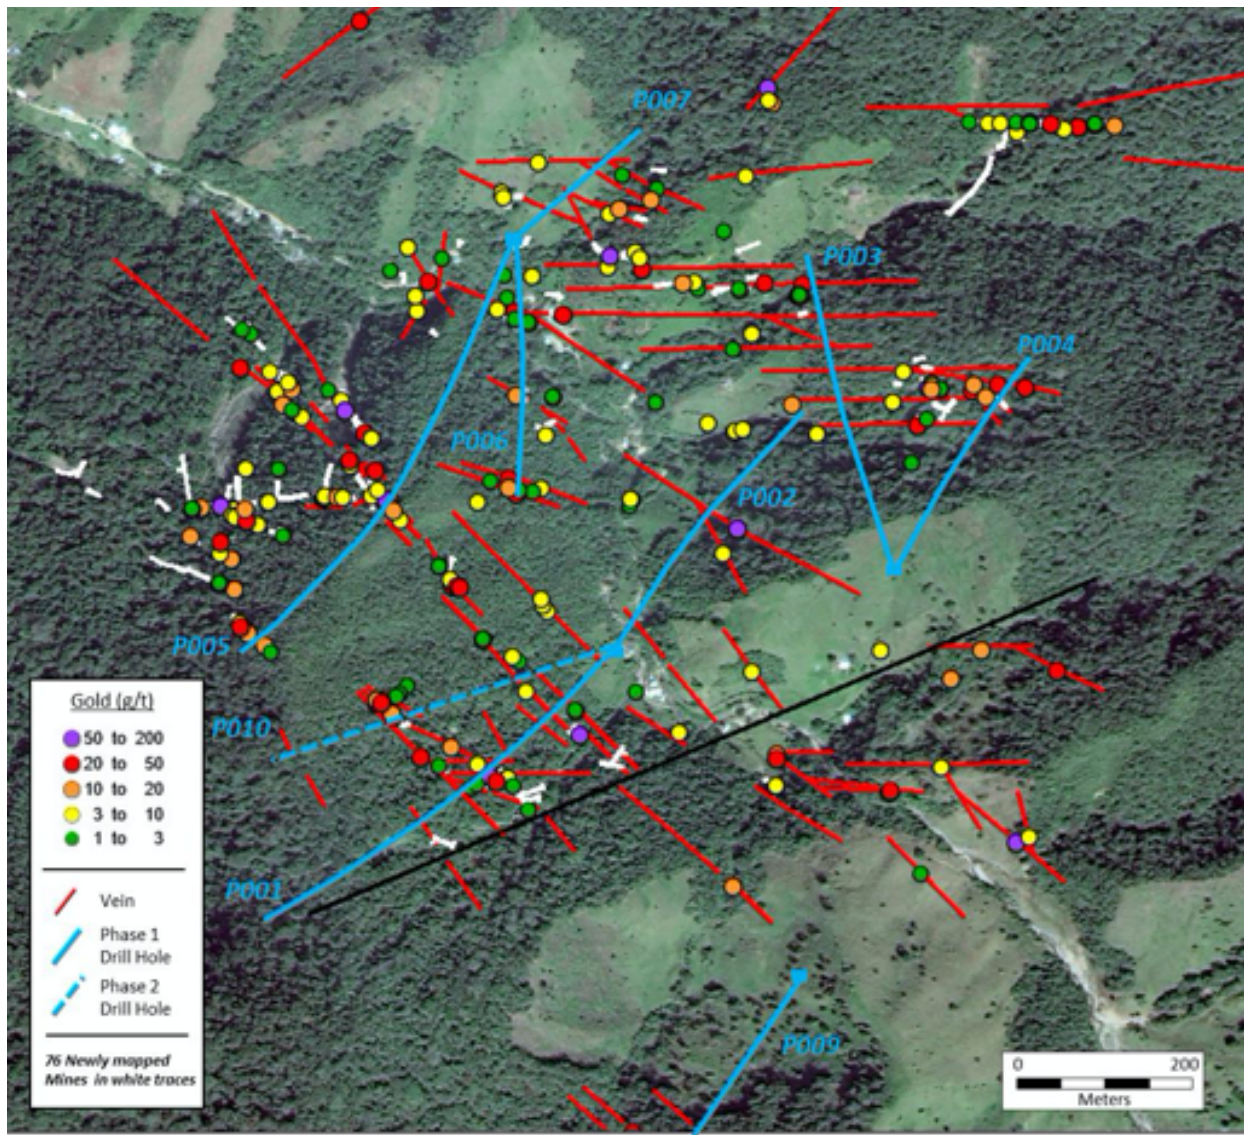 P007
P003
P004
P006
P002
P005
P010
P001
P009
Gold (g/t)
50 to 200
20 to 50
10 to 20
3 to 10
1 to 3
Vein
Phase 1
Drill Hole
Phase 2
Drill Hole
76 Newly mapped
Mines in white traces
0 200
Meters